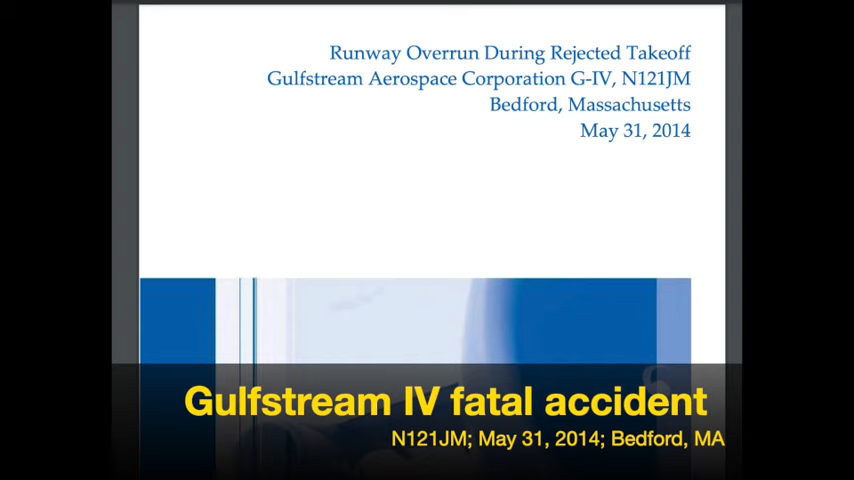 Runway Overrun During Rejected Takeoff
Gulfstream Aerospace Corporation G-IV, N121JM
Bedford, Massachusetts
May 31, 2014
Gulfstream IV fatal accident
N121JM; May 31, 2014; Bedford, MA